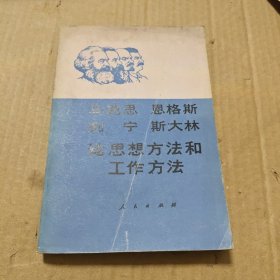 马克思 恩格斯
列 宁 斯大林
论思想方法和
工作方法
人民出版社